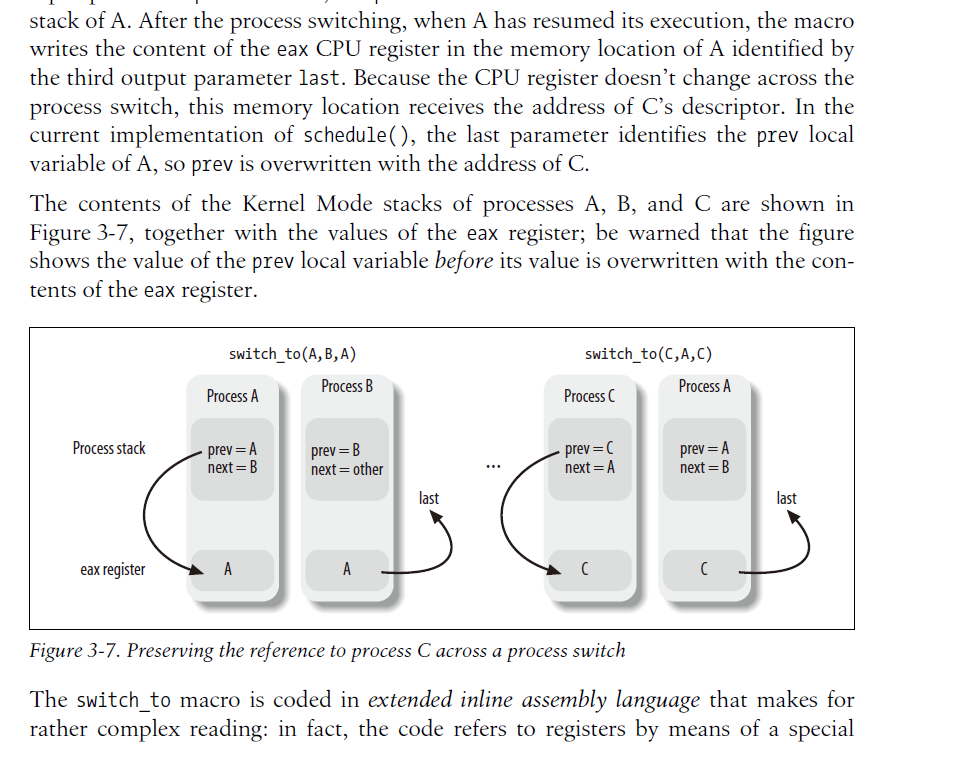 stack of A. After the process switching, when A has resumed its execution, the macro
writes the content of the eax CPU register in the memory location of A identified by
the third output parameter last. Because the CPU register doesn’t change across the
process switch, this memory location receives the address of C’s descriptor. In the
current implementation of schedule(), the last parameter identifies the prev local
variable of A, so prev is overwritten with the address of C.
The contents of the Kernel Mode stacks of processes A, B, and C are shown in
Figure 3-7, together with the values of the eax register; be warned that the figure
shows the value of the prev local variable before its value is overwritten with the con-
tents of the eax register.
switch_to(A,B,A)
switch_to(C,A,C)
Process A
Process B
Process C
Process A
Process stack
prev = A
next = B
prev = B
next = other
...
prev = C
next = A
prev = A
next = B
last
last
eax register
A
A
C
C
Figure 3-7. Preserving the reference to process C across a process switch
The switch_to macro is coded in extended inline assembly language that makes for
rather complex reading: in fact, the code refers to registers by means of a special